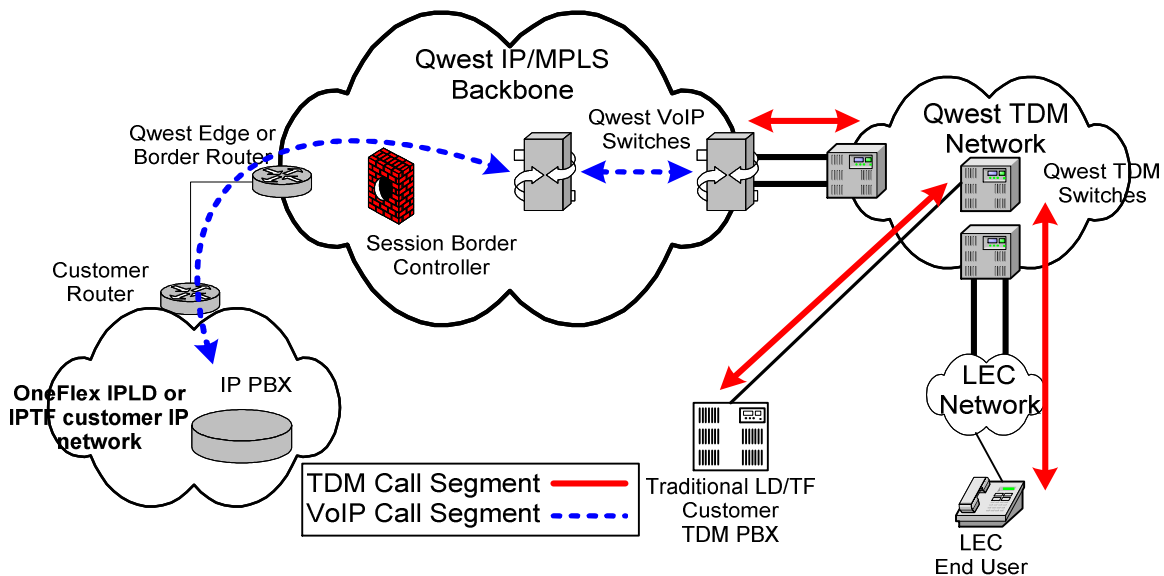 Qwest IP/MPLS
Backbone
Qwest Edge or
Border Router
Qwest VoIP
Switches
Qwest TDM
Network
Qwest TDM
Switches
Session Border
Controller
Customer
Router
OneFlex IPLD or
IPTF customer IP
network
IP PBX
LEC
Network
TDM Call Segment
VoIP Call Segment
Traditional LD/TF
Customer
TDM PBX
LEC
End User